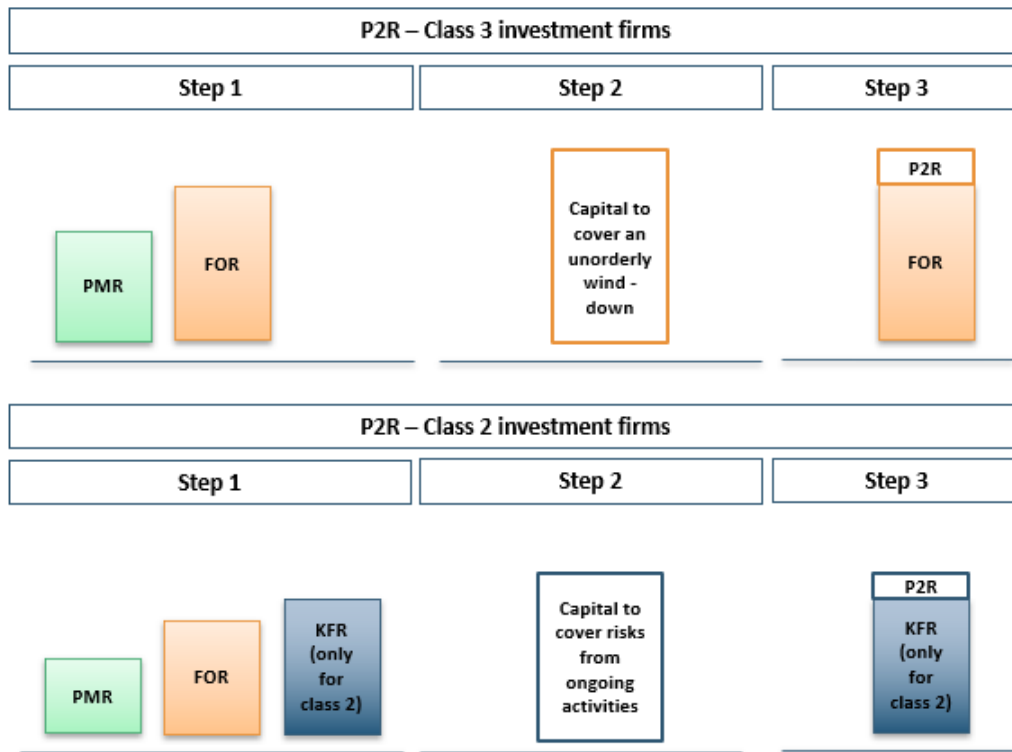 P2R – Class 3 investment firms
Step 1
Step 2
Step 3
PMR
FOR
Capital to
cover an
unorderly
wind -
down
P2R
FOR
P2R – Class 2 investment firms
Step 1
Step 2
Step 3
PMR
FOR
KFR
(only
for
class 2)
Capital to
cover risks
from
ongoing
activities
P2R
KFR
(only
for
class 2)